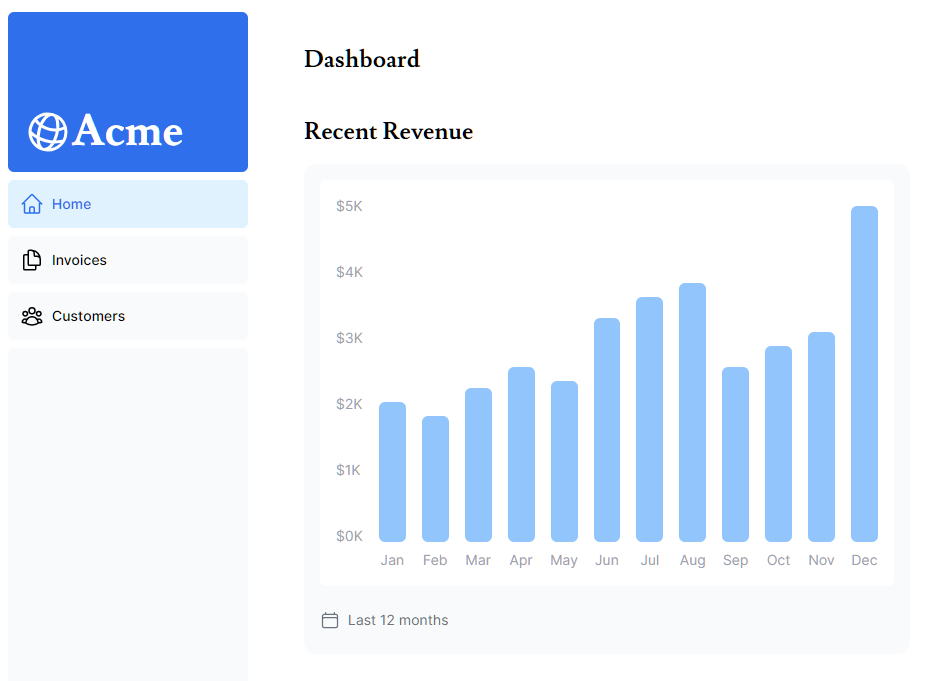 Acme
Home
Invoices
Customers
Dashboard
Recent Revenue
$5K
$4K
$3K
$2K
$1K
$0K
Jan Feb Mar Apr May Jun Jul Aug Sep Oct Nov Dec
Last 12 months